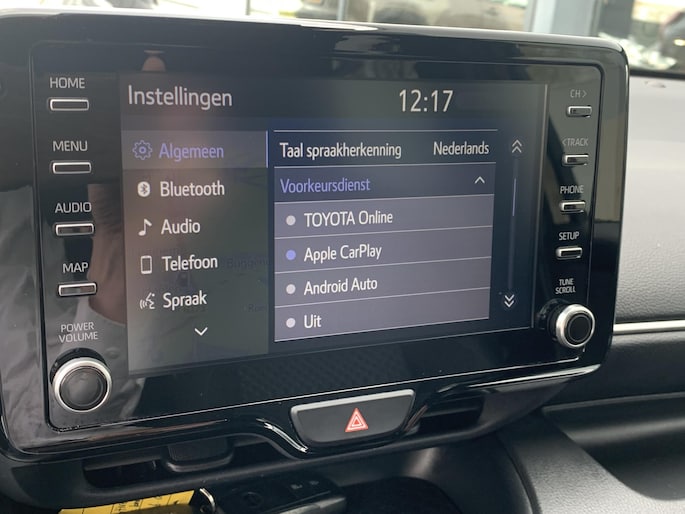 HOME
MENU
AUDIO
MAP
POWER
VOLUME
Instellingen
12:17
Algemeen
Bluetooth
Audio
Telefoon
Spraak
Taal spraakherkenning Nederlands
Voorkeursdienst
TOYOTA Online
Apple CarPlay
Android Auto
Uit
CH >
< TRACK
PHONE
SETUP
TUNE
SCROLL